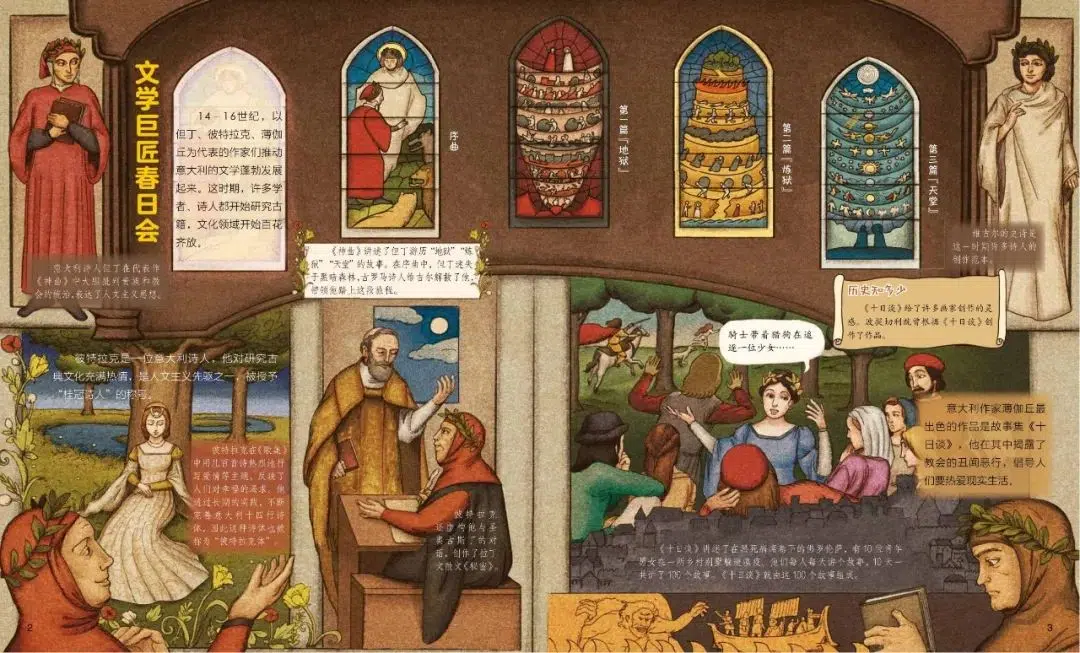 文学巨匠春日会
14－16世纪，以
但丁、彼特拉克、薄伽
丘为代表的作家们推动
意大利的文学蓬勃发展
起来。这时期，许多学
者、诗人都开始研究古
籍，文化领域开始百花
齐放。
意大利诗人但丁在代表作
《神曲》中大胆批判贵族和教
会的统治，表达了人文主义思想。
序曲
第一篇『地狱』
第二篇『炼狱』
第三篇『天堂』
《神曲》讲述了但丁游历“地狱”“炼
狱”“天堂”的故事。在序曲中，但丁迷失
于黑暗森林，古罗马诗人维吉尔解救了他，
带领他踏上这段旅程。
维吉尔的史诗是
这一时期许多诗人的
创作范本。
历史知多少
《十日谈》给了许多画家创作的灵
感。波提切利就曾根据《十日谈》创
作了作品。
彼特拉克是一位意大利诗人，他对研究古
典文化充满热情，是人文主义先驱之一，被授予
“桂冠诗人”的称号。
彼特拉克在《歌集》
中用几百首诗热烈地抒
写爱情等主题，反映了
人们对幸福的追求。他
通过长期的实践，不断
完善意大利十四行诗
体，因此这种诗体也被
称为“彼特拉克体”。
彼特拉克
还虚构他与圣
奥古斯丁的对
话，创作了拉丁
文散文《秘密》。
骑士带着猎狗在追
逐一位少女……
意大利作家薄伽丘最
出色的作品是故事集《十
日谈》，他在其中揭露了
教会的丑闻恶行，倡导人
们要热爱现实生活。
《十日谈》讲述了在黑死病席卷下的佛罗伦萨，有10位青年
男女在一所乡村别墅躲避瘟疫。他们每人每天讲个故事，10天一
共讲了100个故事。《十日谈》就由这100个故事组成。
2
3